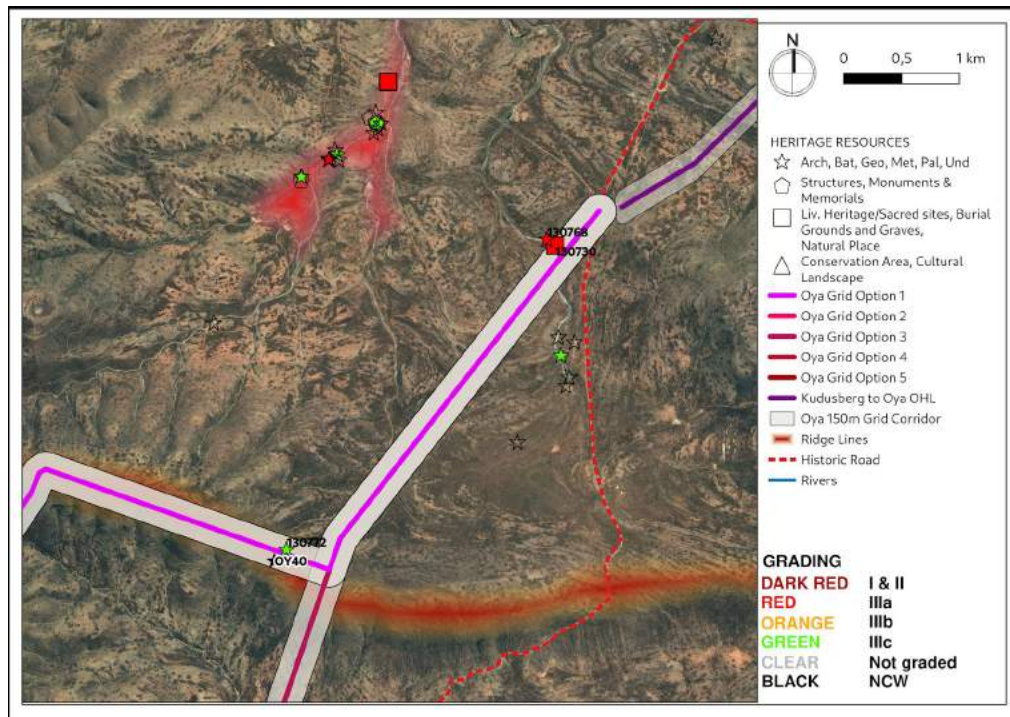 N
0 0,5 1 km
HERITAGE RESOURCES
Arch, Bat, Geo, Met, Pal, Und
Structures, Monuments &
Memorials
Liv. Heritage/Sacred sites, Burial
Grounds and Graves,
Natural Place
Conservation Area, Cultural
Landscape
Oya Grid Option 1
Oya Grid Option 2
Oya Grid Option 3
Oya Grid Option 4
Oya Grid Option 5
Kudusberg to Oya OHL
Oya 150m Grid Corridor
Ridge Lines
Historic Road
Rivers
GRADING
DARK RED I & II
RED IIIa
ORANGE IIIb
GREEN IIIc
CLEAR Not graded
BLACK NCW
130768
130730
130772
OY40